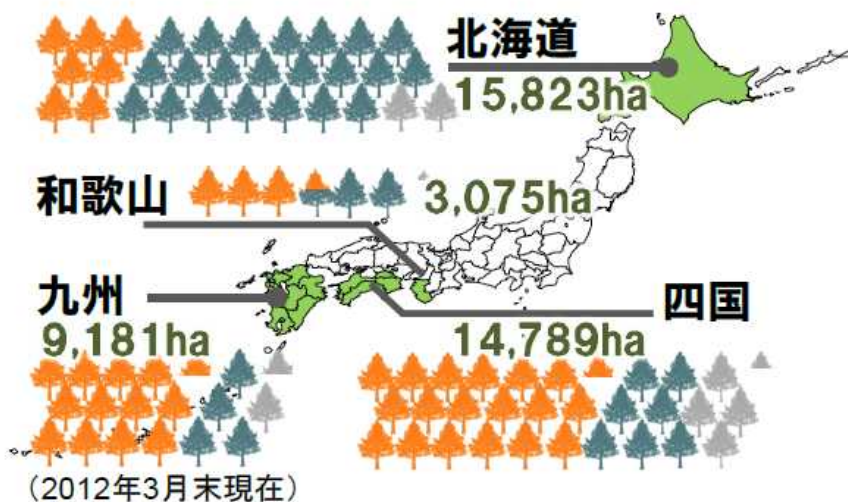 北海道
15,823ha
和歌山
3,075ha
九州
9,181ha
四国
14,789ha
（2012年3月末現在）